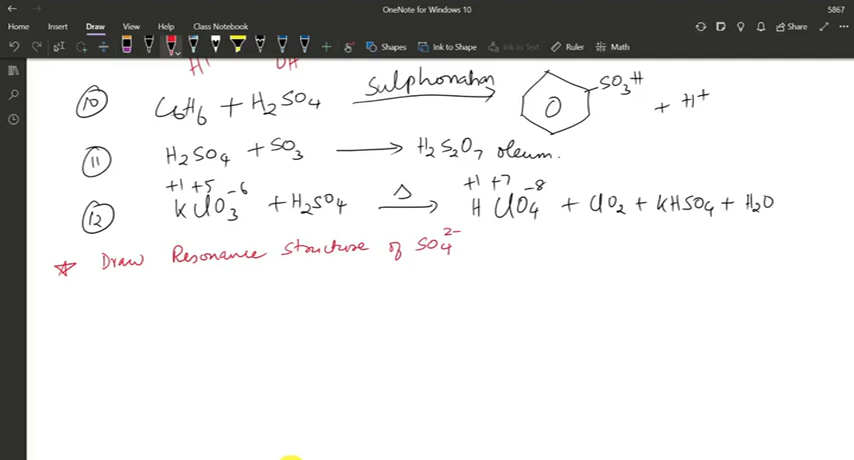 OneNote for Windows 10
5867
Home Insert Draw View Help Class Notebook
Share
Shapes Ink to Shape Ink to Text Ruler Math
H+ OH
10 C6H6 + H2SO4 sulphonation SO3H + H+
11 H2SO4 + SO3 → H2S2O7 oleum.
+1 +5 -6 +1 +7 -8
12 KClO3 + H2SO4 Δ → HClO4 + ClO2 + KHSO4 + H2O
Draw Resonance Structure of SO4 2-